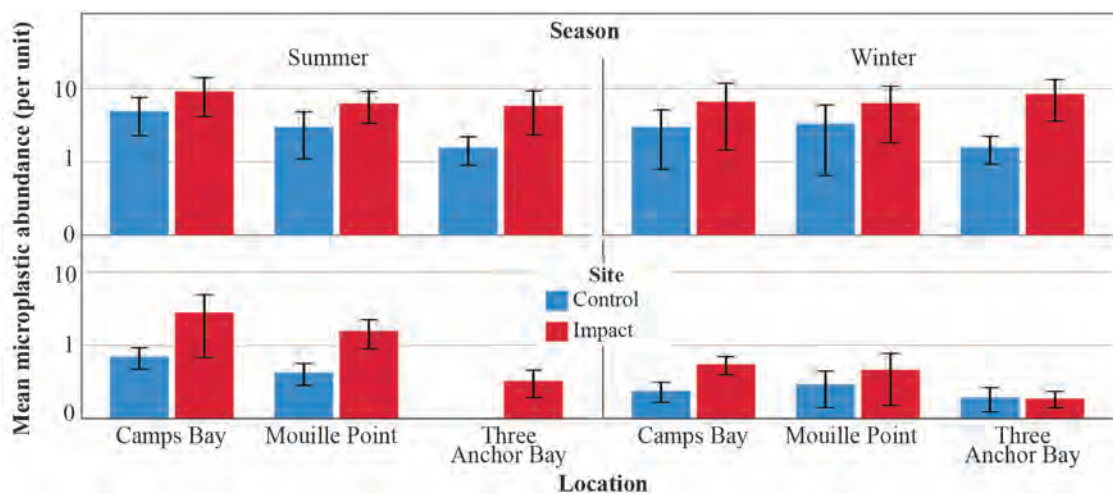 Season
Summer
Winter
Mean microplastic abundance (per unit)
10
1
0
10
1
0
Site
Control
Impact
Camps Bay
Mouille Point
Three
Anchor Bay
Camps Bay
Mouille Point
Three
Anchor Bay
Location